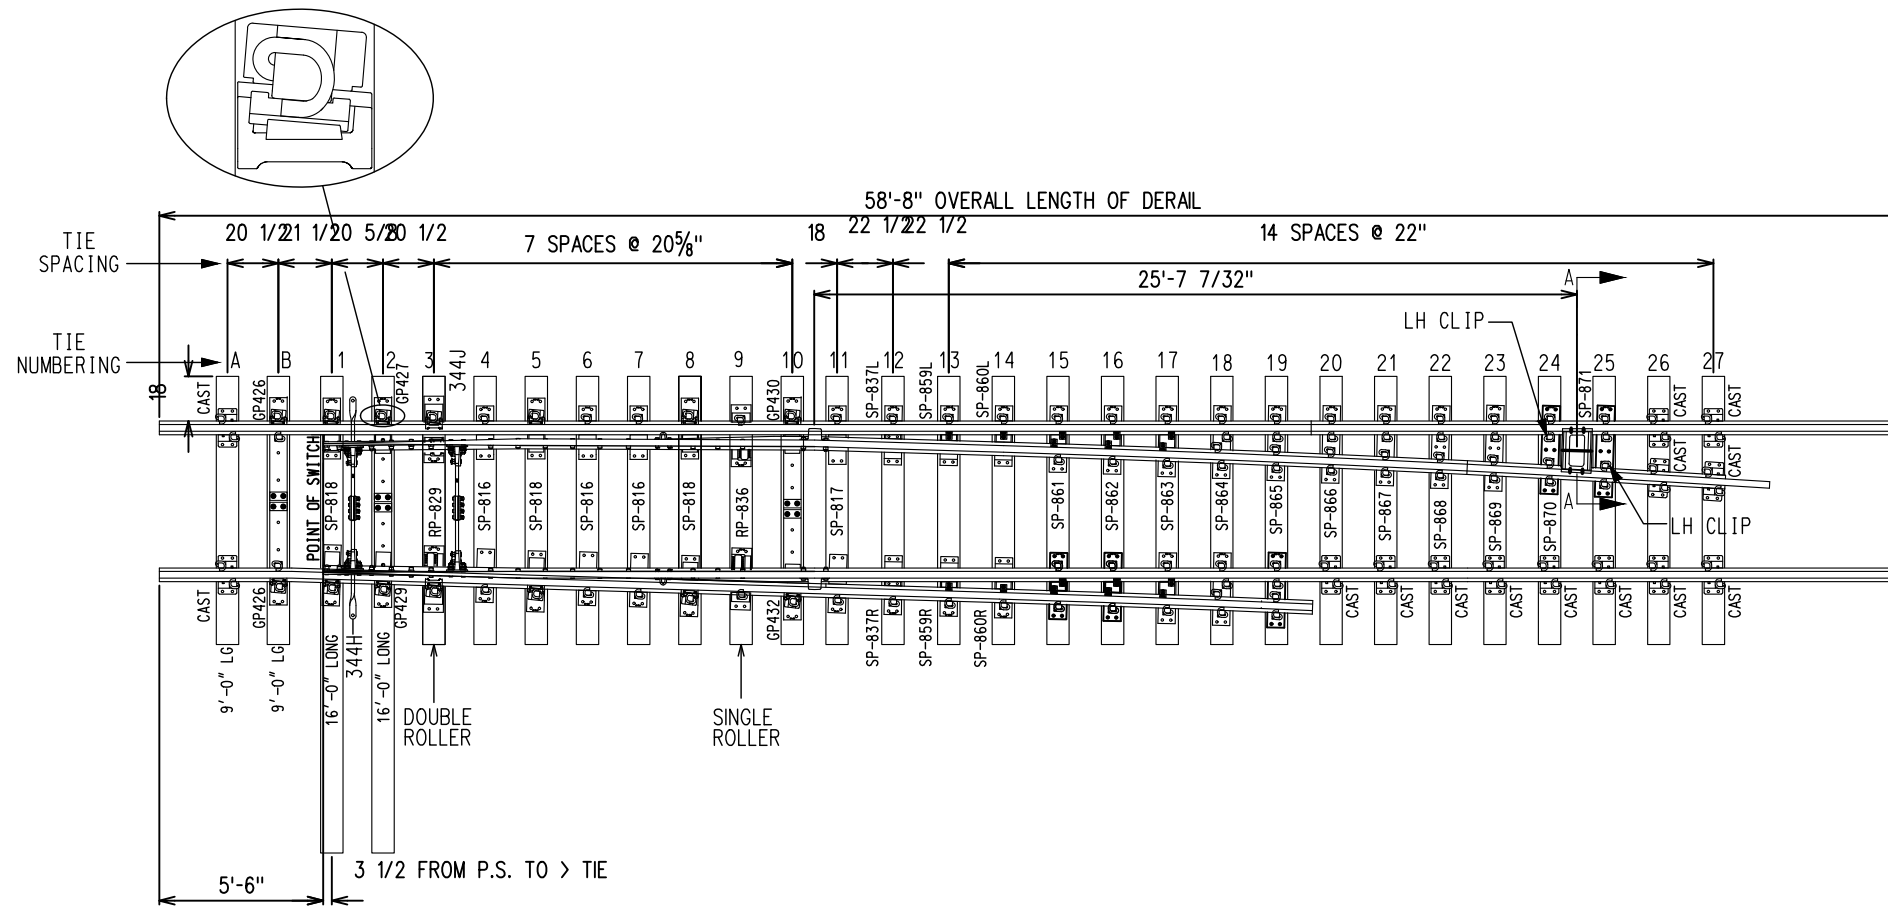 58'-8" OVERALL LENGTH OF DERAIL
TIE
SPACING
20 1/2
21 1/2
20 5/8
20 1/2
7 SPACES @ 20⅝"
18
22 1/2
22 1/2
14 SPACES @ 22"
25'-7 7/32"
A
LH CLIP
TIE
NUMBERING
A B 1 2 3 4 5 6 7 8 9 10 11 12 13 14 15 16 17 18 19 20 21 22 23 24 25 26 27
18
CAST
GP426
GP427
344J
GP430
SP-837L
SP-859L
SP-860L
SP-871
CAST
CAST
CAST
CAST
POINT OF SWITCH
SP-818
RP-829
SP-816
SP-818
SP-816
SP-816
SP-818
RP-836
SP-817
SP-861
SP-862
SP-863
SP-864
SP-865
SP-866
SP-867
SP-868
SP-869
SP-870
A
LH CLIP
CAST
GP426
344H
GP429
GP432
SP-837R
SP-859R
SP-860R
CAST
CAST
CAST
CAST
CAST
CAST
CAST
CAST
9'-0" LG
9'-0" LG
16'-0" LONG
16'-0" LONG
DOUBLE
ROLLER
SINGLE
ROLLER
3 1/2 FROM P.S. TO > TIE
5'-6"